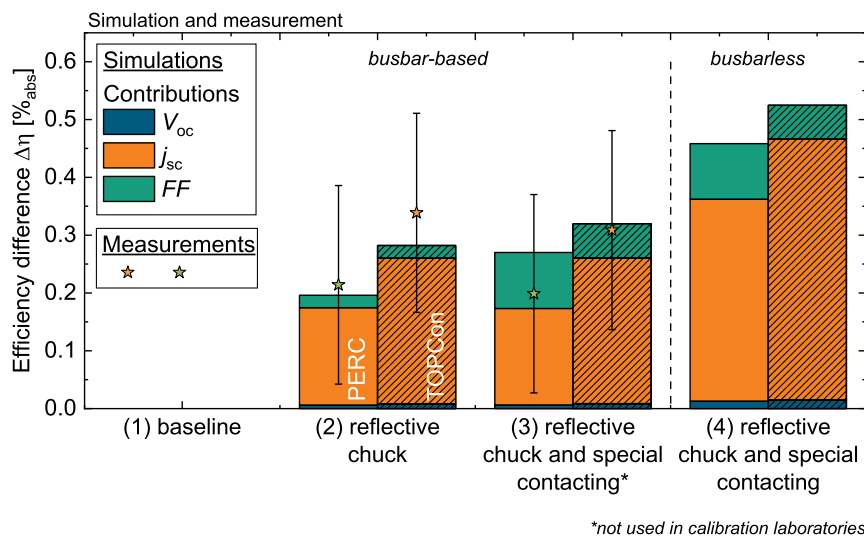 Simulation and measurement
Efficiency difference Δη [%abs]
0.6
0.5
0.4
0.3
0.2
0.1
0.0
Simulations
Contributions
Voc
jsc
FF
Measurements
busbar-based
busbarless
PERC
TOPCon
(1) baseline
(2) reflective
chuck
(3) reflective
chuck and special
contacting*
(4) reflective
chuck and special
contacting
*not used in calibration laboratories